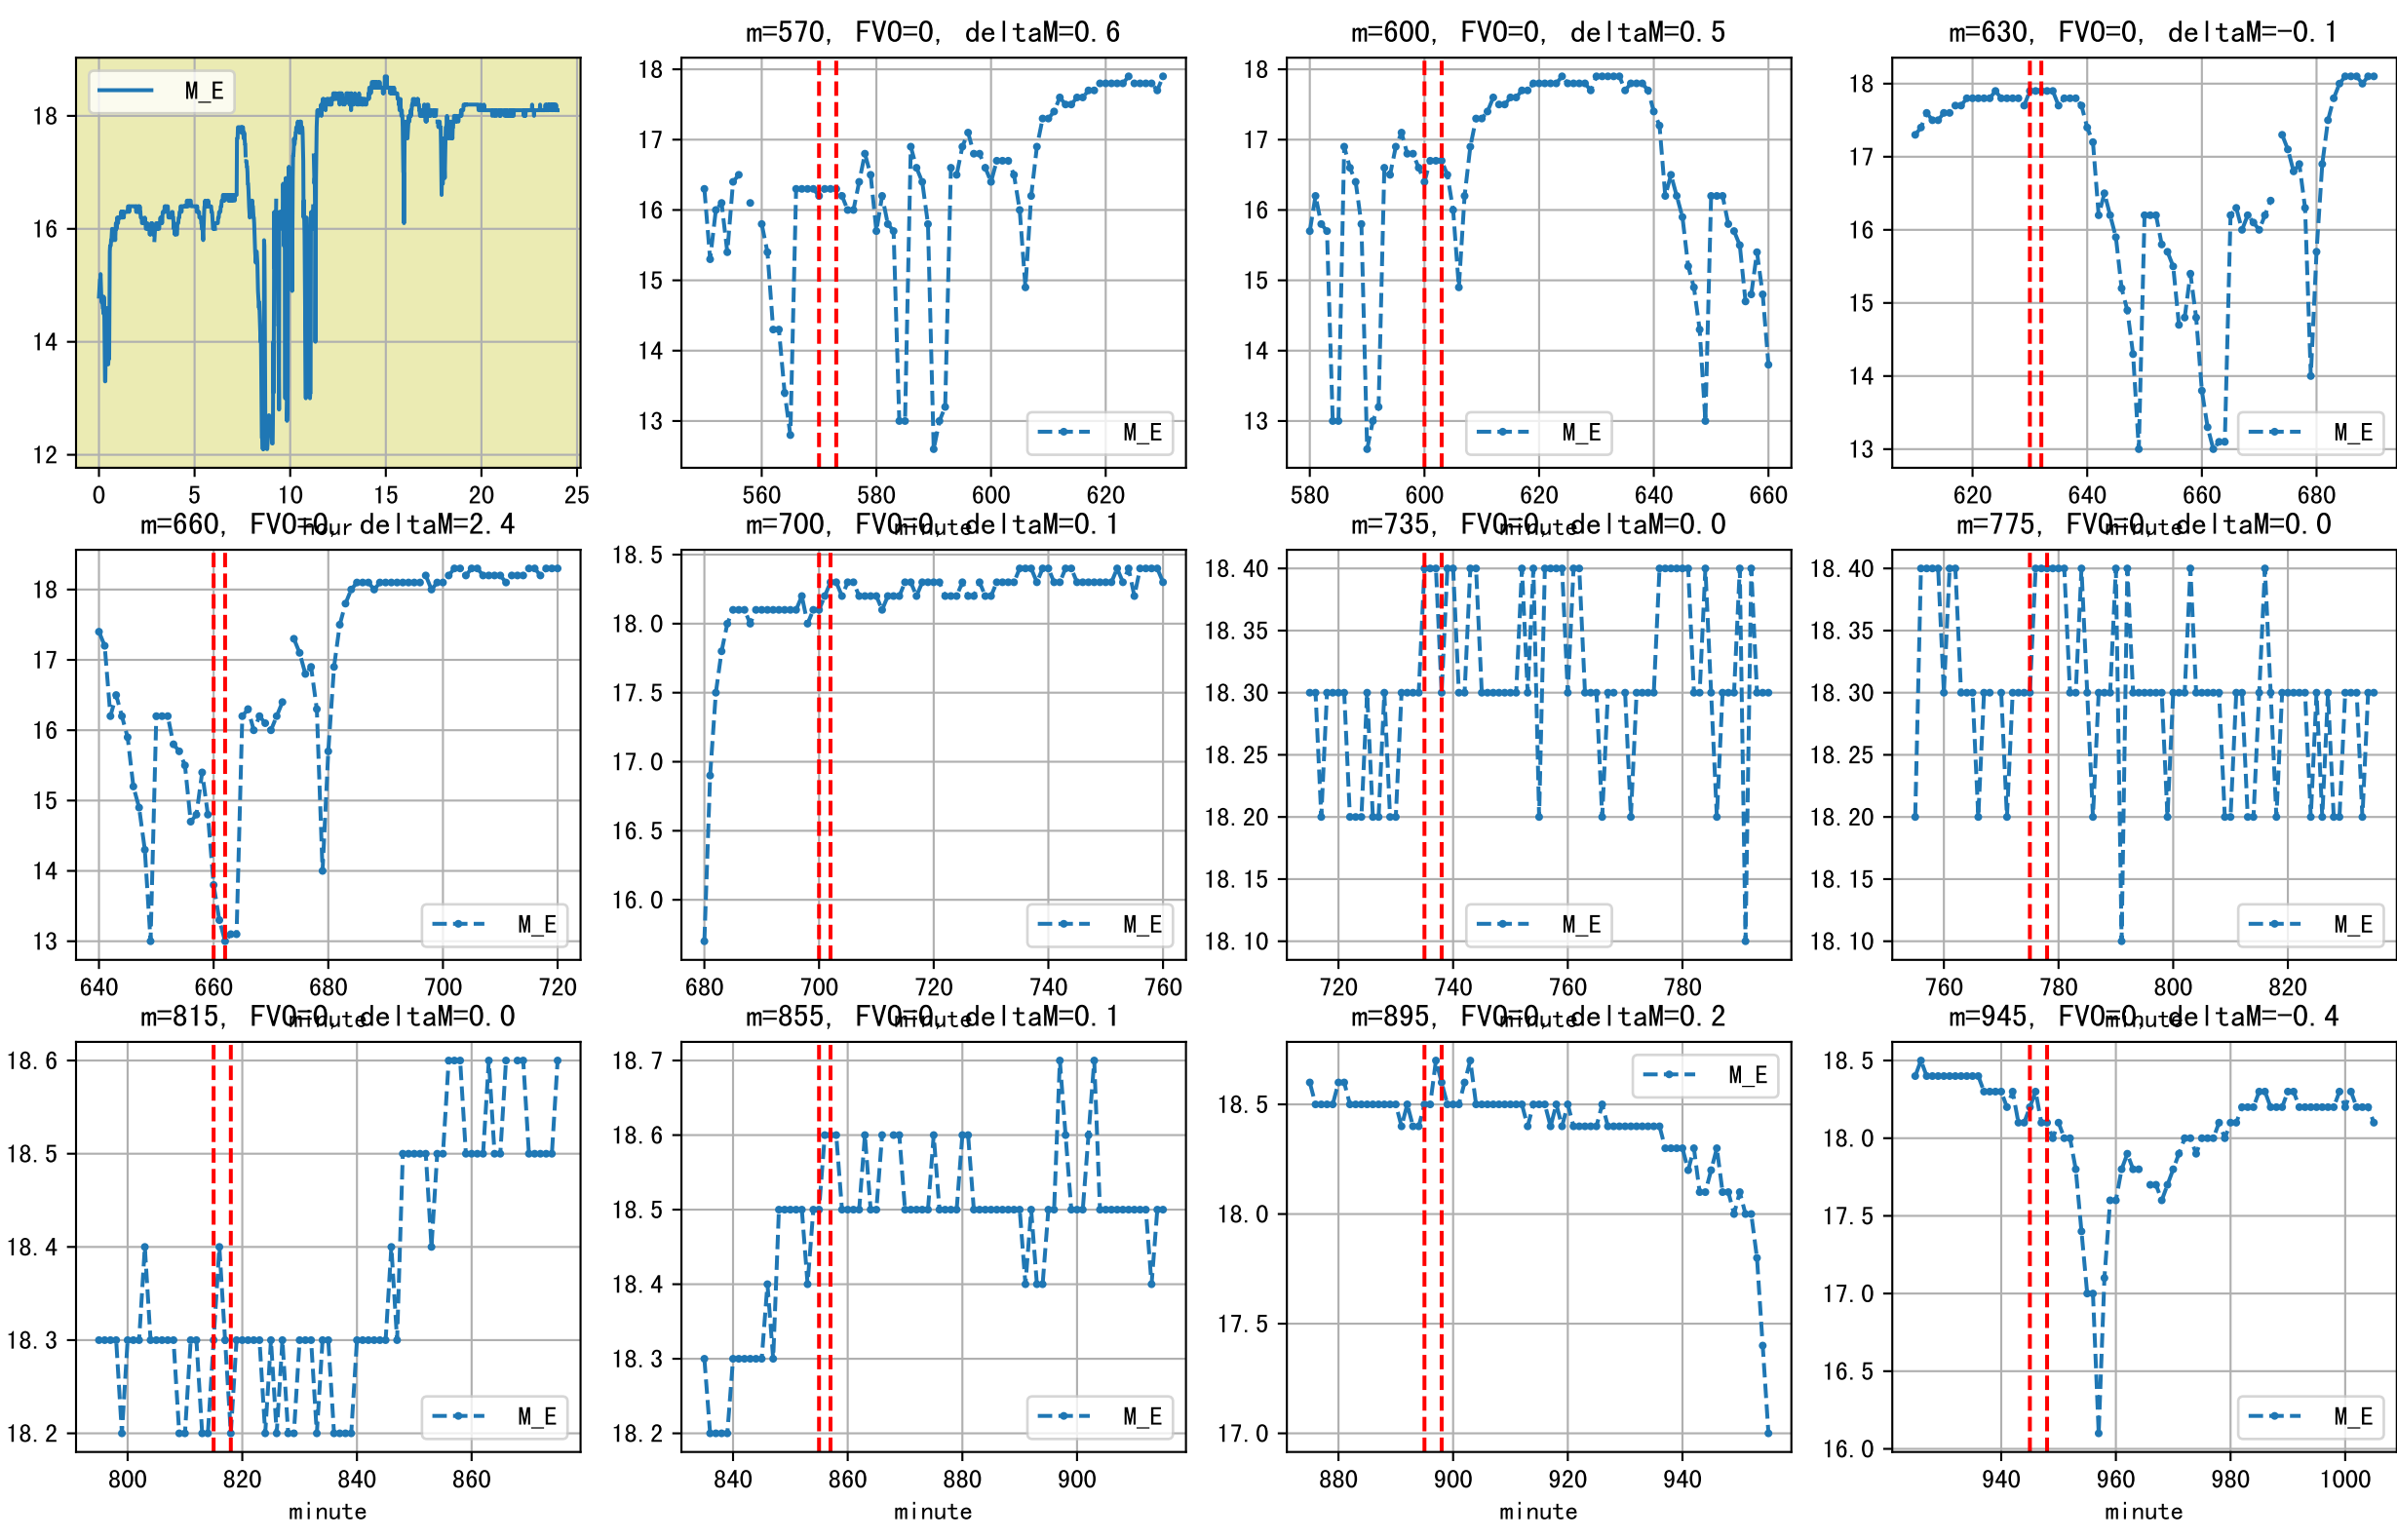 m=570, FVO=0, deltaM=0.6
m=600, FVO=0, deltaM=0.5
m=630, FVO=0, deltaM=-0.1
M_E
18
16
14
12
0 5 10 15 20 25
hour
18
17
16
15
14
13
M_E
560 580 600 620
minute
18
17
16
15
14
13
M_E
580 600 620 640 660
minute
18
17
16
15
14
13
M_E
620 640 660 680
minute
m=660, FVO=0, deltaM=2.4
m=700, FVO=0, deltaM=0.1
m=735, FVO=0, deltaM=0.0
m=775, FVO=0, deltaM=0.0
18
17
16
15
14
13
M_E
640 660 680 700 720
minute
18.5
18.0
17.5
17.0
16.5
16.0
M_E
680 700 720 740 760
minute
18.40
18.35
18.30
18.25
18.20
18.15
18.10
M_E
720 740 760 780
minute
18.40
18.35
18.30
18.25
18.20
18.15
18.10
M_E
760 780 800 820
minute
m=815, FVO=0, deltaM=0.0
m=855, FVO=0, deltaM=0.1
m=895, FVO=0, deltaM=0.2
m=945, FVO=0, deltaM=-0.4
18.6
18.5
18.4
18.3
18.2
M_E
800 820 840 860
minute
18.7
18.6
18.5
18.4
18.3
18.2
M_E
840 860 880 900
minute
M_E
18.5
18.0
17.5
17.0
880 900 920 940
minute
18.5
18.0
17.5
17.0
16.5
16.0
M_E
940 960 980 1000
minute